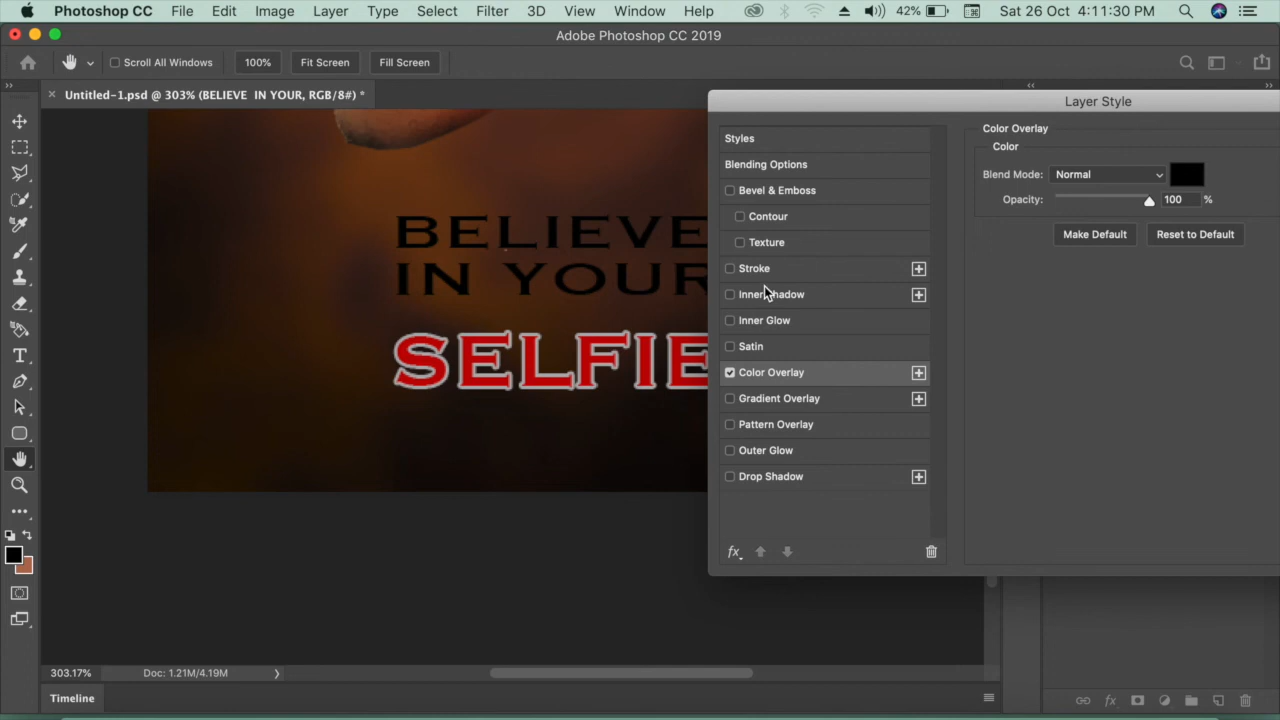 Photoshop CC File Edit Image Layer Type Select Filter 3D View Window Help 42% Sat 26 Oct 4:11:30 PM
Adobe Photoshop CC 2019
Scroll All Windows 100% Fit Screen Fill Screen
Untitled-1.psd @ 303% (BELIEVE IN YOUR, RGB/8#) *
Layer Style
Styles
Blending Options
Bevel & Emboss
Contour
Texture
Stroke
Inner Shadow
Inner Glow
Satin
Color Overlay
Gradient Overlay
Pattern Overlay
Outer Glow
Drop Shadow
fx
Color Overlay
Color
Blend Mode: Normal
Opacity: 100 %
Make Default Reset to Default
BELIEVE
IN YOUR
SELFIE
303.17% Doc: 1.21M/4.19M
Timeline
fx